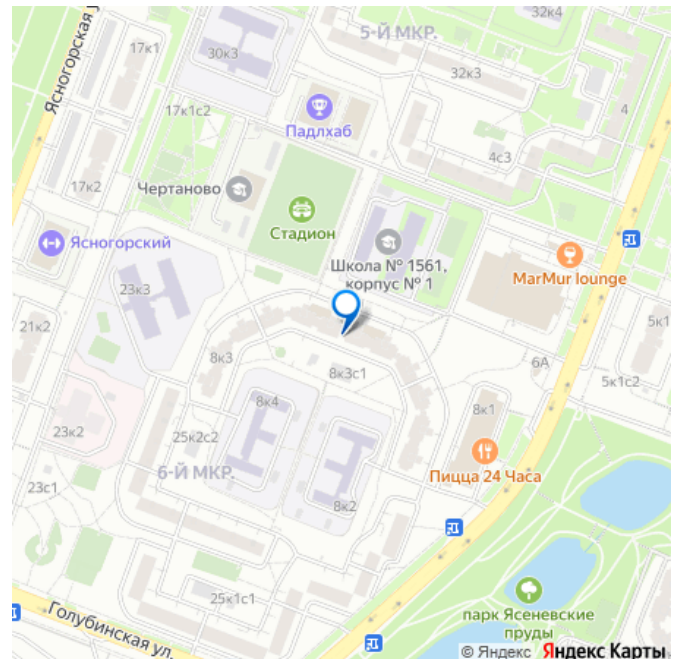 32к4
5-Й МКР.
17к1
30к3
32к3
Ясногорская у
17к1с2
Падлхаб
4
4с3
Чертаново
17к2
Стадион
Ясногорский
Школа № 1561,
корпус № 1
MarMur lounge
23к3
21к2
5к1
8к3
8к3с1
6А
5к1с2
8к4
8к1
23к2
25к2с2
6-Й МКР.
Пицца 24 Часа
23с1
8к2
25к1с1
Голубинская ул.
парк Ясеневские
пруды
© Яндекс Яндекс Карты